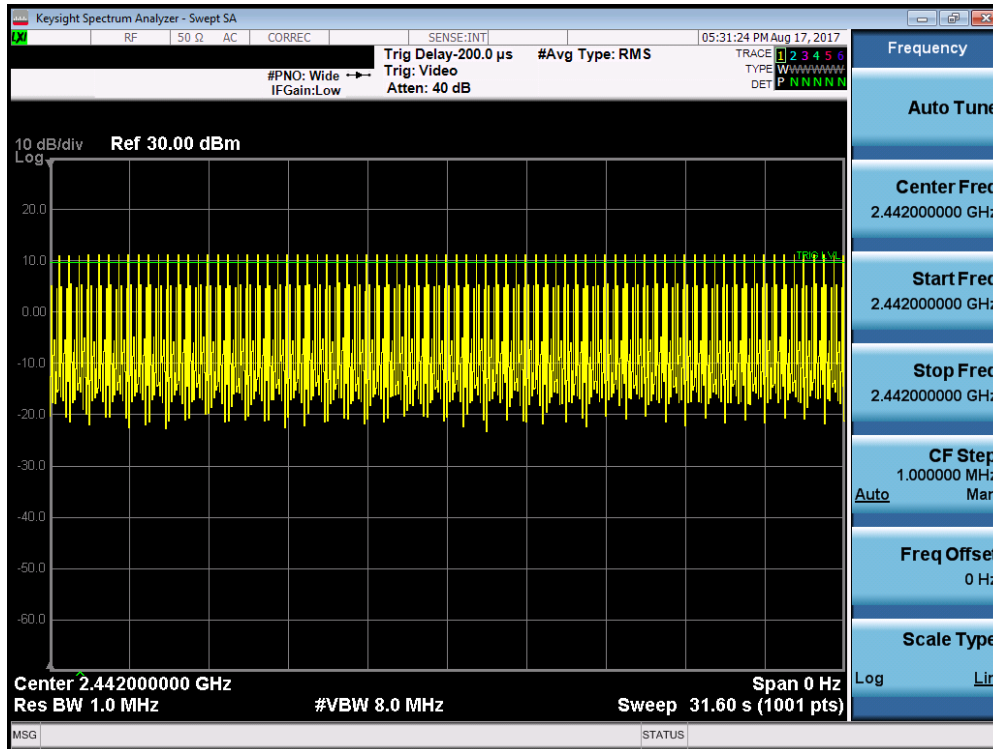 Keysight Spectrum Analyzer - Swept SA
LXI
RF 50 Ω AC CORREC SENSE:INT 05:31:24 PM Aug 17, 2017
Trig Delay-200.0 µs #Avg Type: RMS TRACE 1 2 3 4 5 6
#PNO: Wide Trig: Video TYPE WWWWWWW
IFGain:Low Atten: 40 dB DET P N N N N N
10 dB/div Ref 30.00 dBm
Log
20.0
10.0
TRIG LVL
0.00
-10.0
-20.0
-30.0
-40.0
-50.0
-60.0
Center 2.442000000 GHz Span 0 Hz
Res BW 1.0 MHz #VBW 8.0 MHz Sweep 31.60 s (1001 pts)
MSG STATUS
Frequency
Auto Tune
Center Freq
2.442000000 GHz
Start Freq
2.442000000 GHz
Stop Freq
2.442000000 GHz
CF Step
1.000000 MHz
Auto Man
Freq Offset
0 Hz
Scale Type
Log Lin